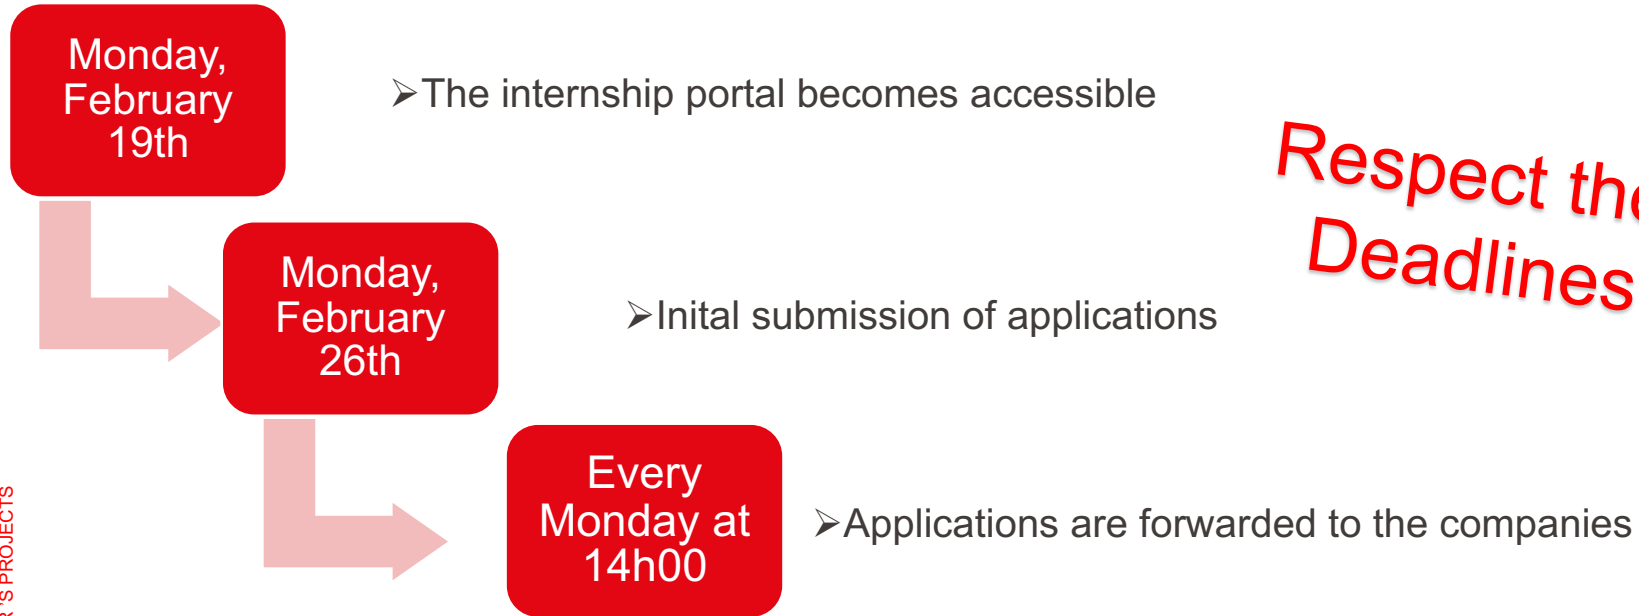 Monday,
February
19th
➢The internship portal becomes accessible
Respect the
Deadlines
Monday,
February
26th
➢Inital submission of applications
Every
Monday at
14h00
➢Applications are forwarded to the companies
'S PROJECTS